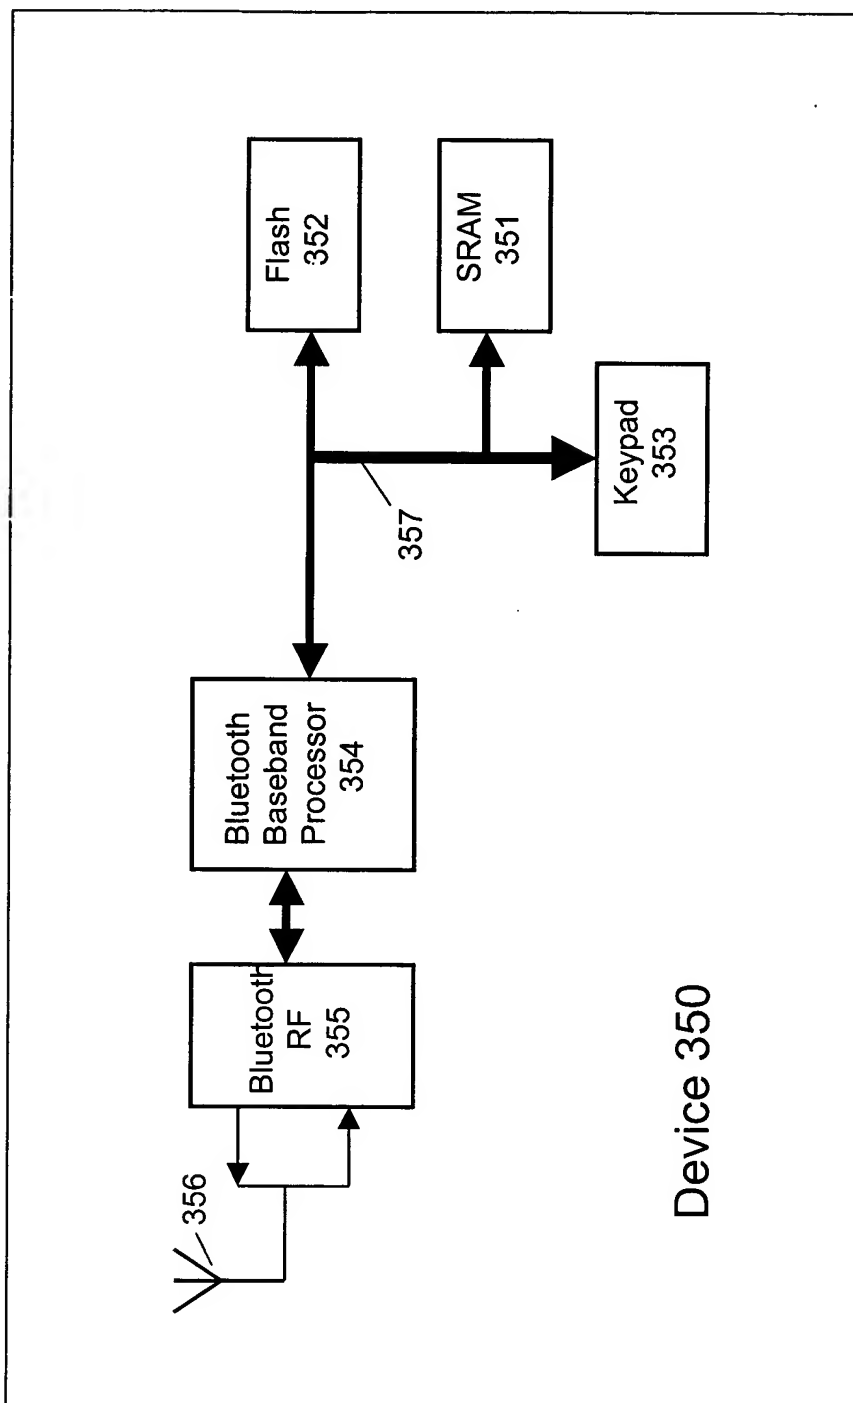 356
Bluetooth
RF
355
Bluetooth
Baseband
Processor
354
Flash
352
357
SRAM
351
Keypad
353
Device 350